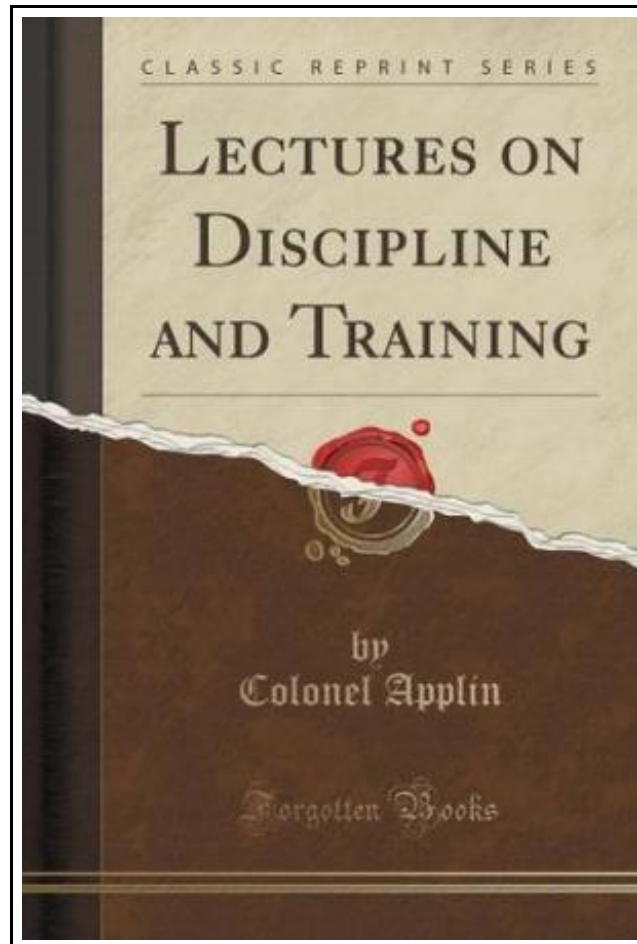 CLASSIC REPRINT SERIES
LECTURES ON
DISCIPLINE
AND TRAINING
F
by
Colonel Applin
Forgotten Books